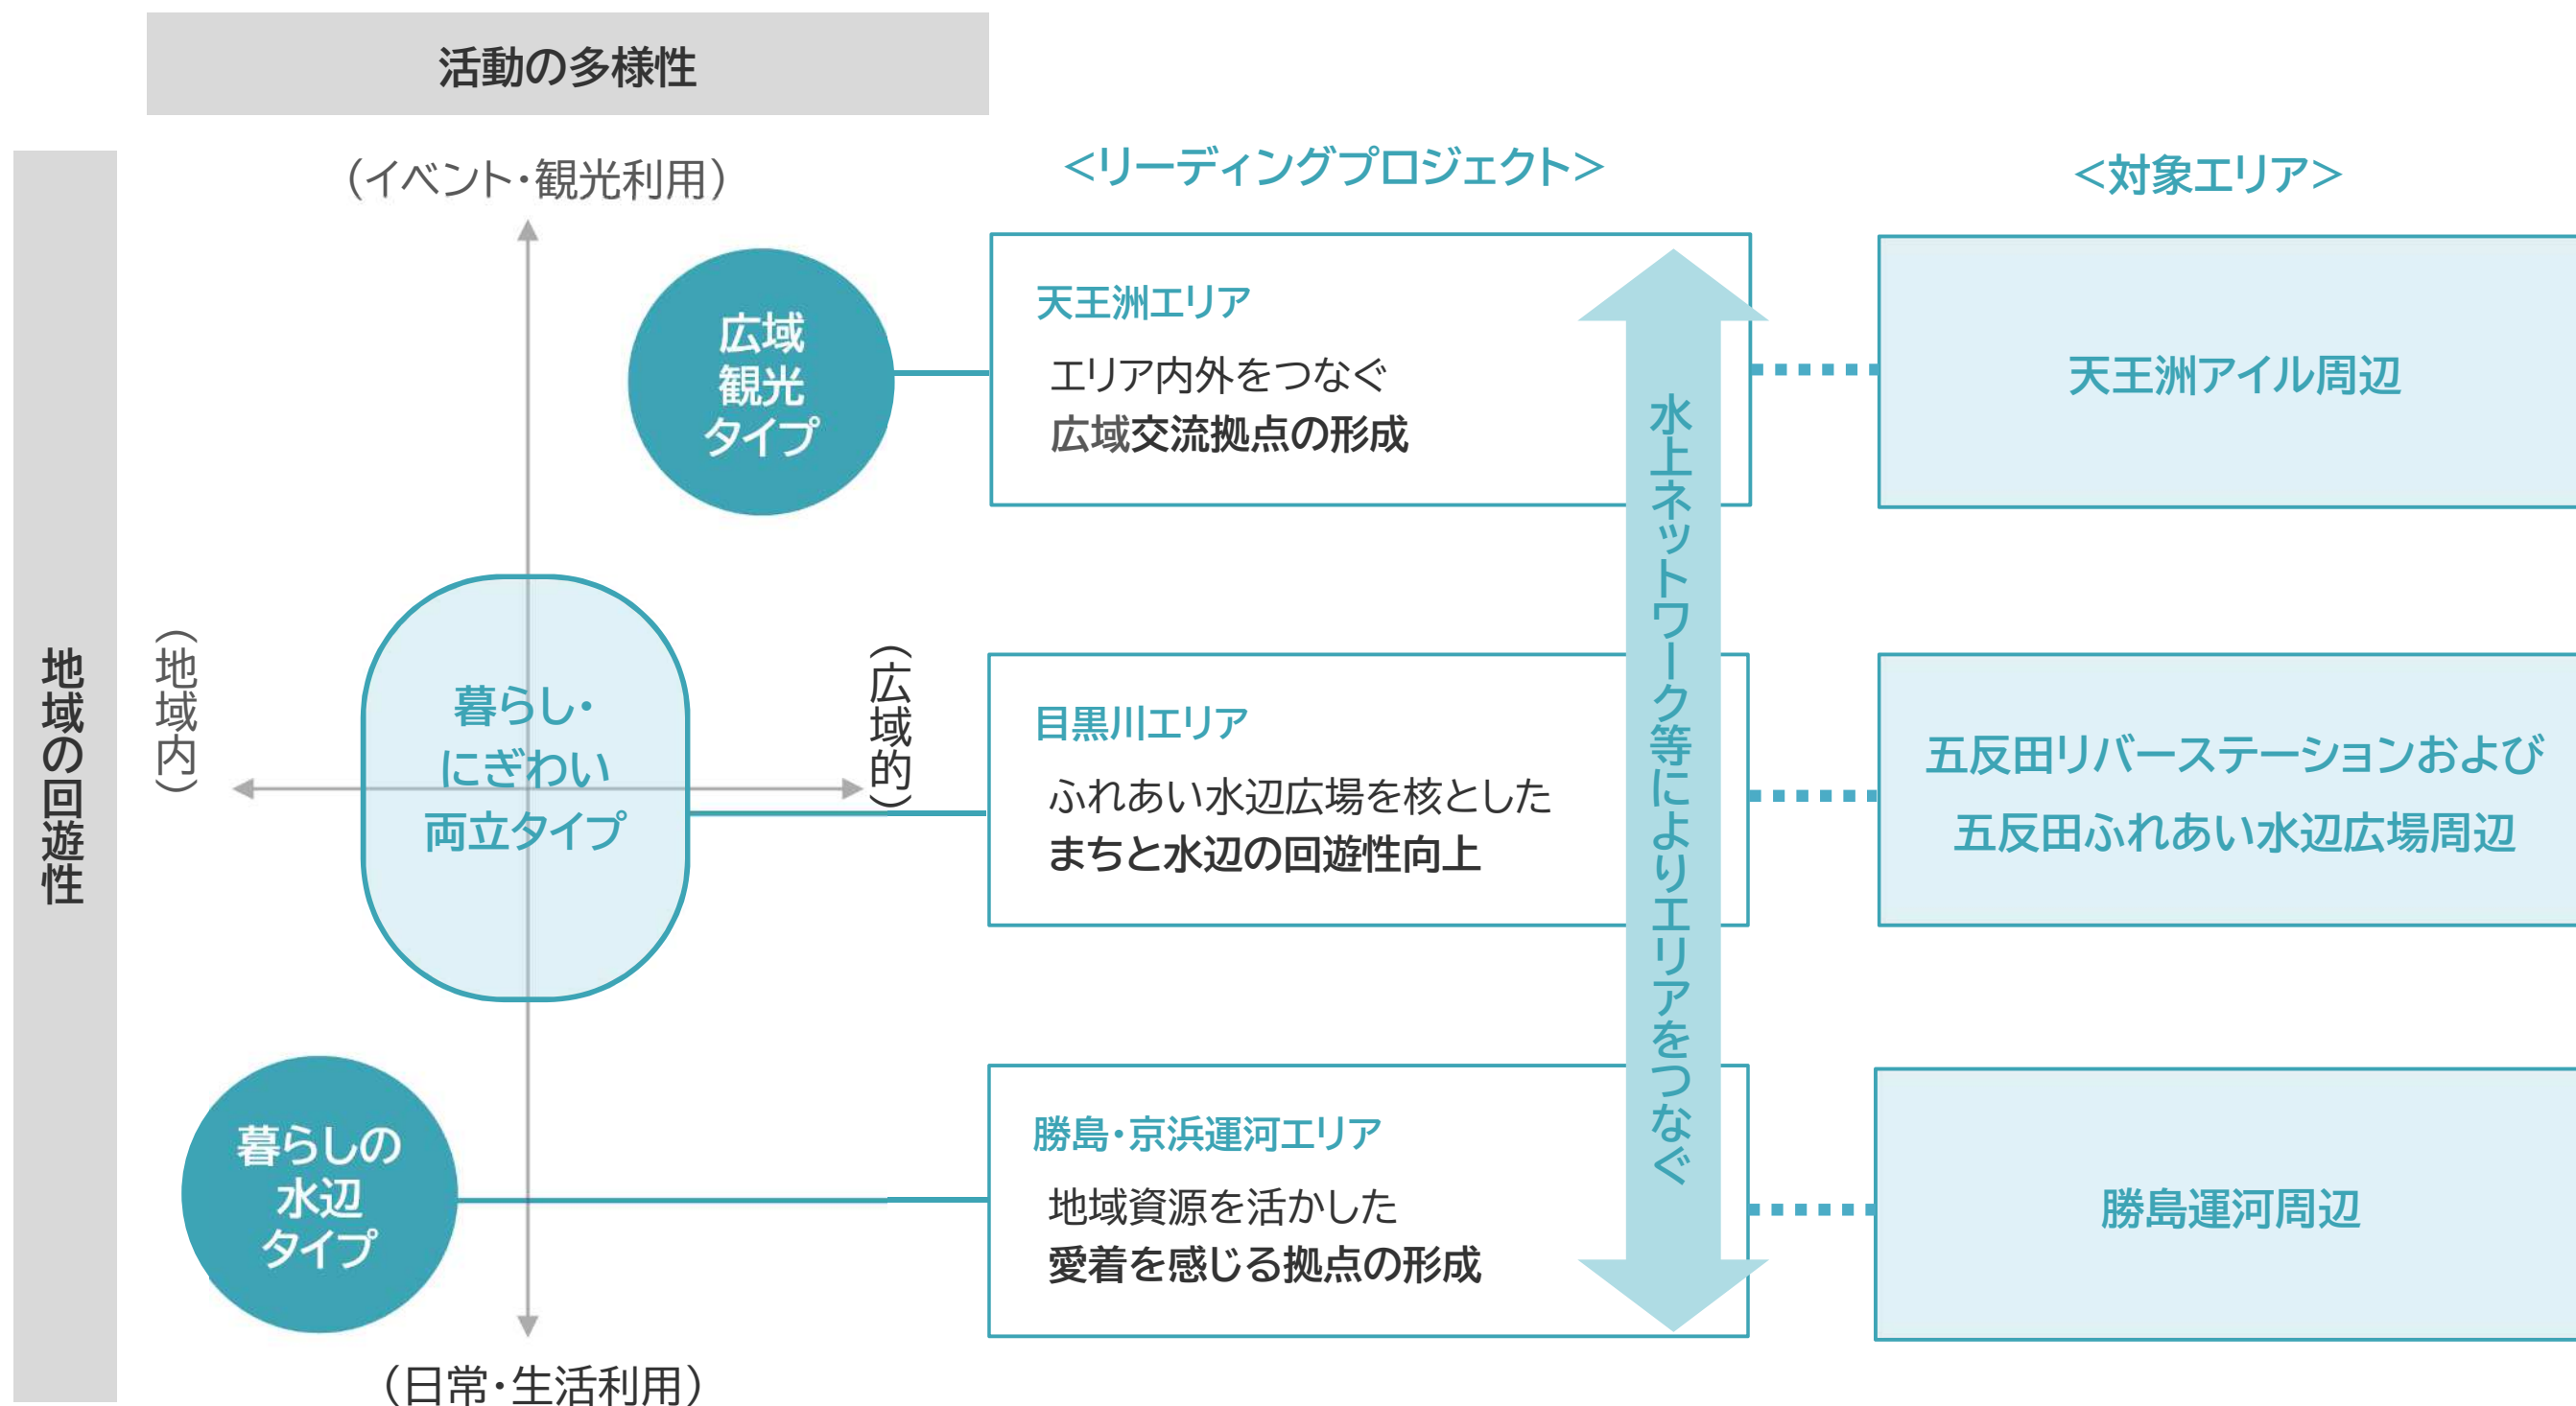 活動の多様性
地域の回遊性
（イベント・観光利用）
（地域内）
（広域的）
（日常・生活利用）
広域
観光
タイプ
暮らし・
にぎわい
両立タイプ
暮らしの
水辺
タイプ
＜リーディングプロジェクト＞
天王洲エリア
エリア内外をつなぐ
広域交流拠点の形成
目黒川エリア
ふれあい水辺広場を核とした
まちと水辺の回遊性向上
勝島・京浜運河エリア
地域資源を活かした
愛着を感じる拠点の形成
水上ネットワーク等によりエリアをつなぐ
＜対象エリア＞
天王洲アイル周辺
五反田リバーステーションおよび
五反田ふれあい水辺広場周辺
勝島運河周辺